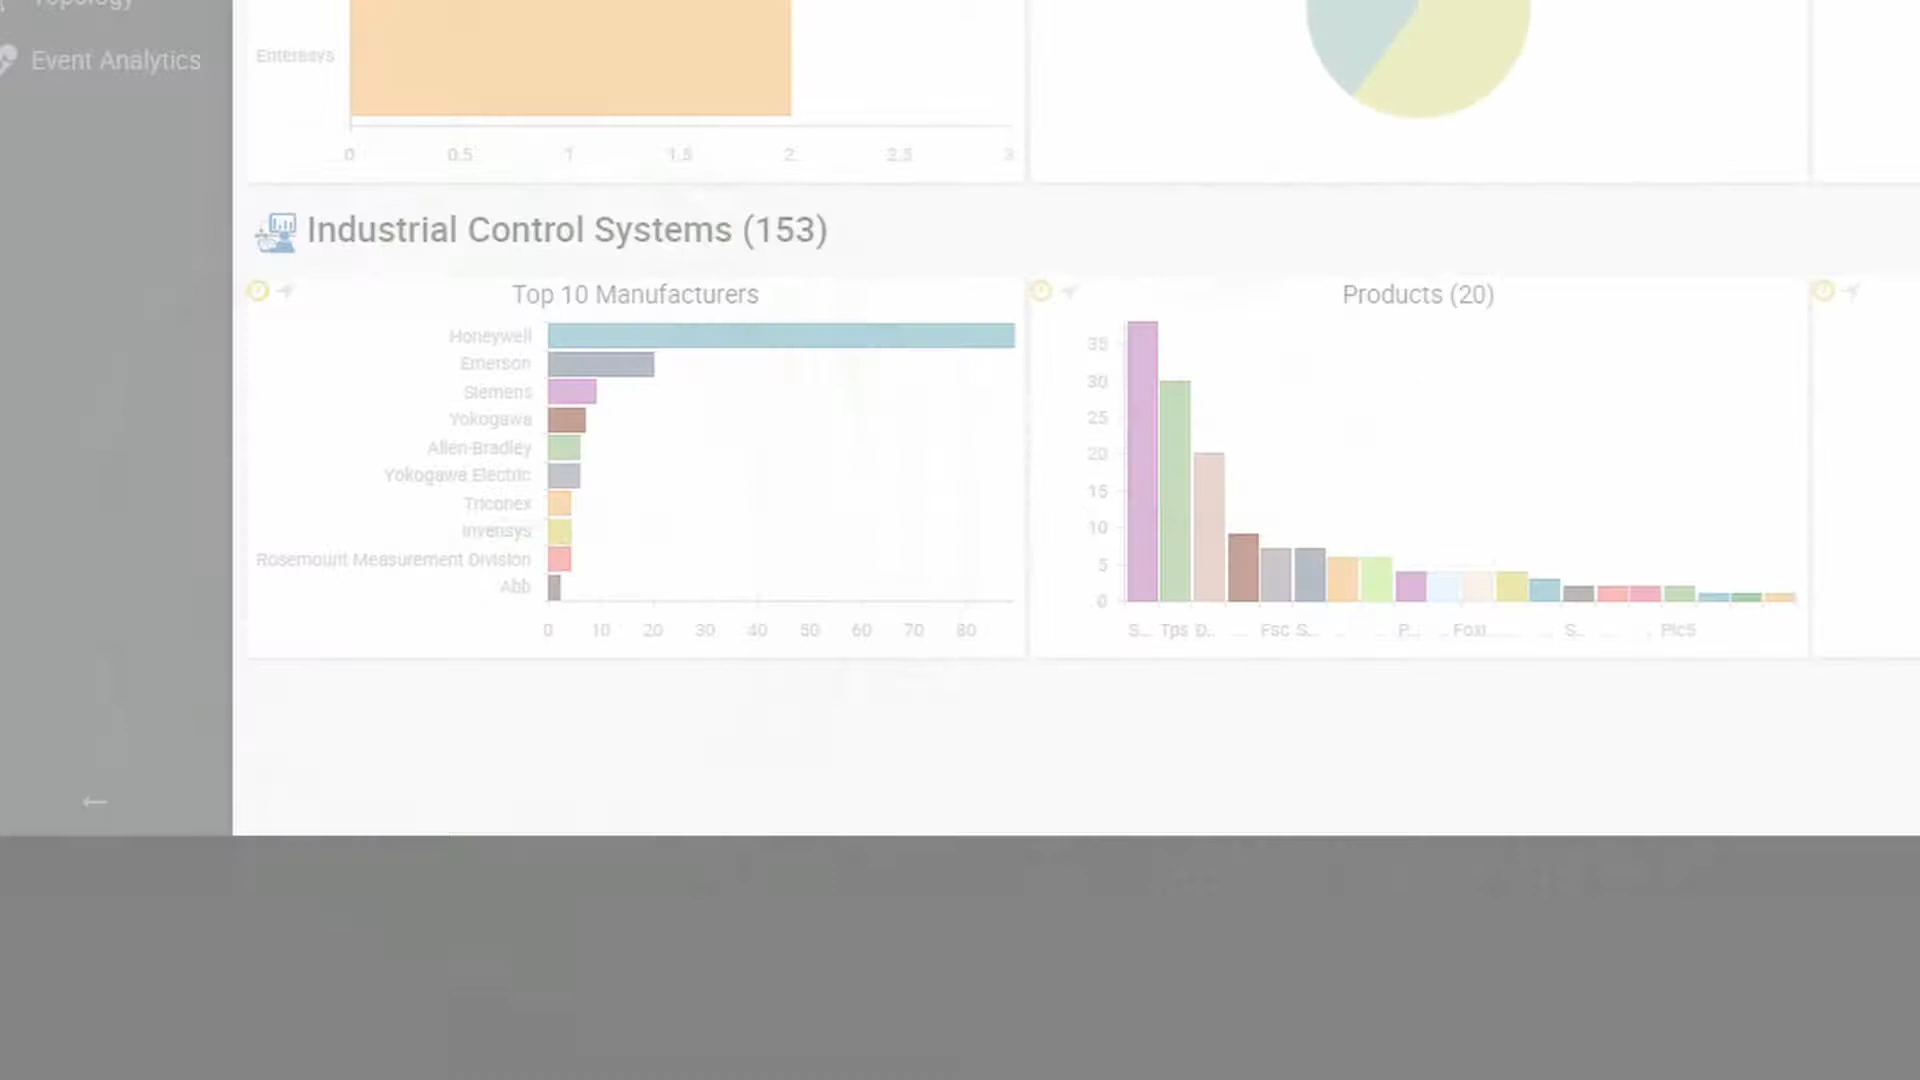 Topology
Event Analytics
Enterasys
0 0.5 1 1.5 2 2.5 3
Industrial Control Systems (153)
Top 10 Manufacturers
Honeywell
Emerson
Siemens
Yokogawa
Allen-Bradley
Yokogawa Electric
Triconex
Invensys
Rosemount Measurement Division
Abb
0 10 20 30 40 50 60 70 80
Products (20)
35
30
25
20
15
10
5
0
S... Tps D... ... Fsc S... P... Foxi S... Plc5